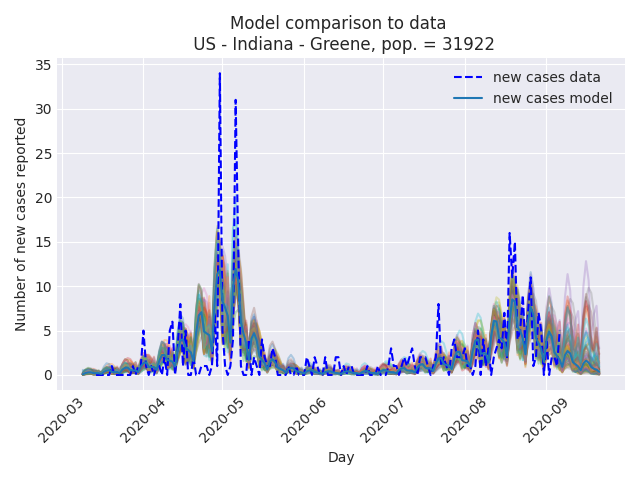 Model comparison to data
US - Indiana - Greene, pop. = 31922
new cases data
new cases model
Number of new cases reported
35
30
25
20
15
10
5
0
2020-03
2020-04
2020-05
2020-06
2020-07
2020-08
2020-09
Day